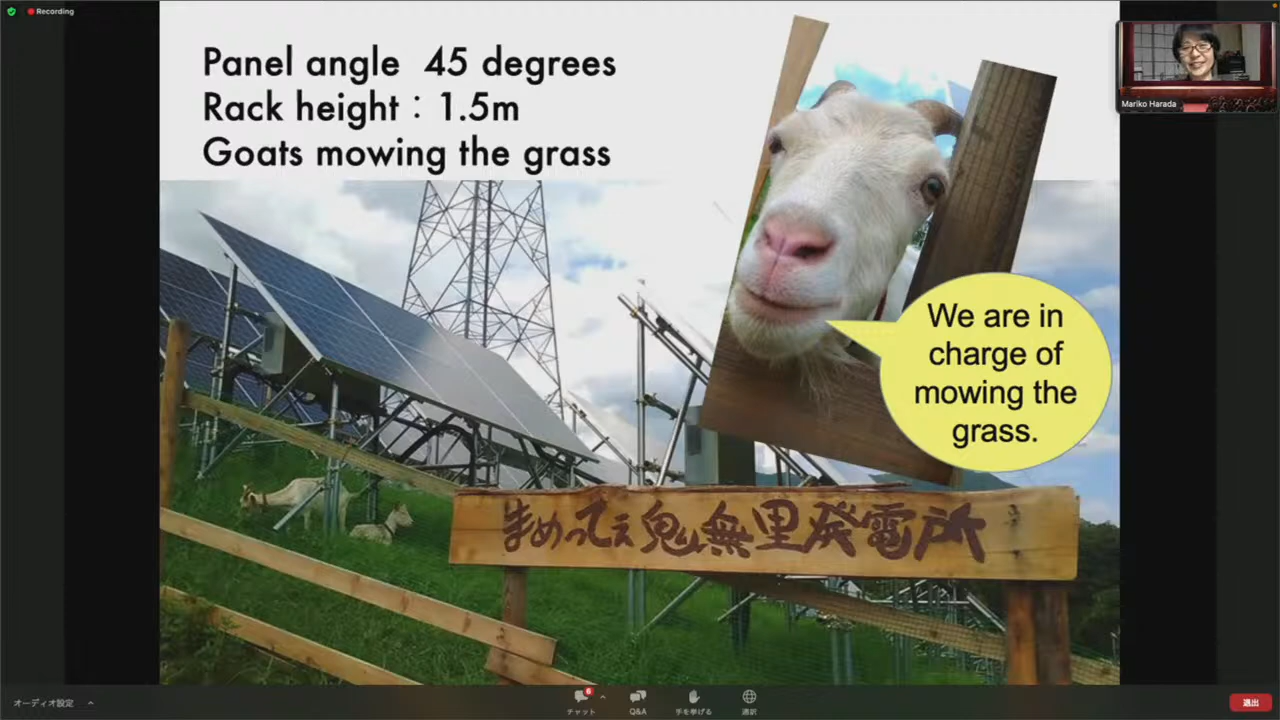 Recording
Panel angle 45 degrees
Rack height：1.5m
Goats mowing the grass
Mariko Harada
We are in
charge of
mowing the
grass.
まめってぇ鬼無里発電所
オーディオ設定
6
チャット
Q&A
手を挙げる
通訳
退出